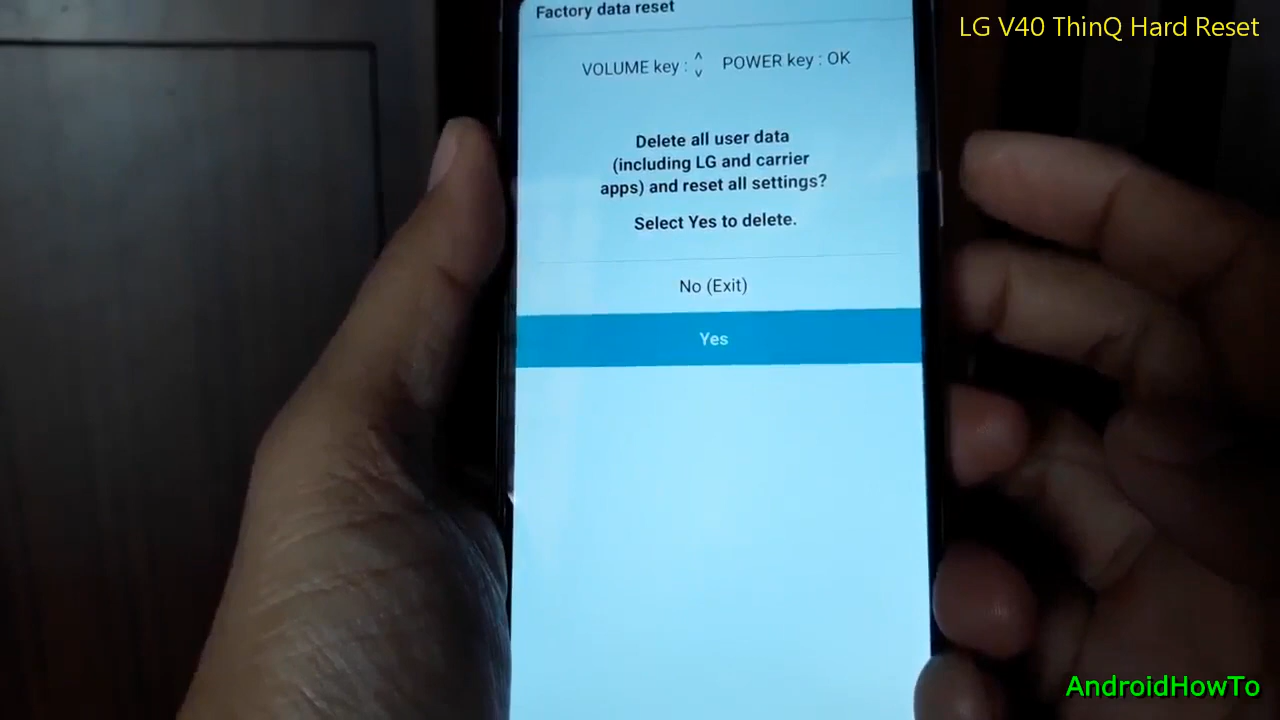 Factory data reset
LG V40 ThinQ Hard Reset
VOLUME key : ^ v POWER key : OK
Delete all user data
(including LG and carrier
apps) and reset all settings?
Select Yes to delete.
No (Exit)
Yes
AndroidHowTo